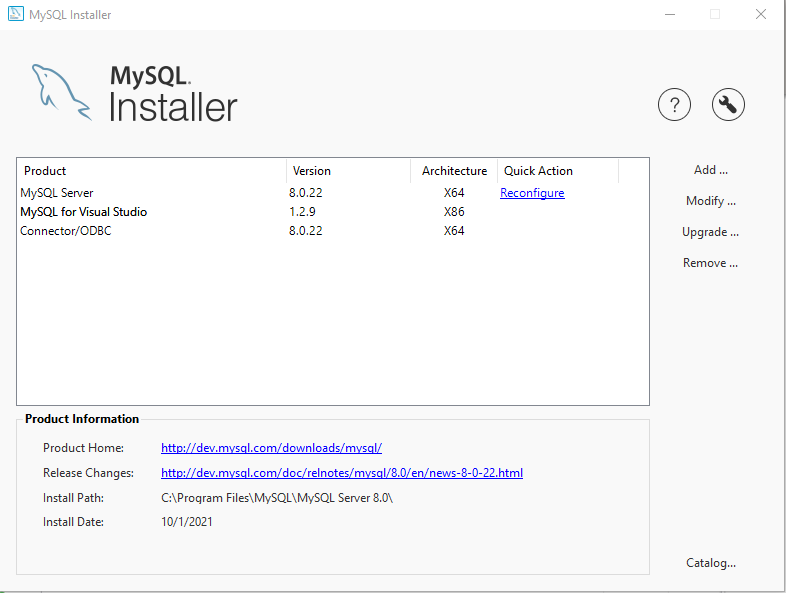 MySQL Installer
MySQL.
Installer
?
Product Version Architecture Quick Action
MySQL Server 8.0.22 X64 Reconfigure
MySQL for Visual Studio 1.2.9 X86
Connector/ODBC 8.0.22 X64
Add ...
Modify ...
Upgrade ...
Remove ...
Product Information
Product Home: http://dev.mysql.com/downloads/mysql/
Release Changes: http://dev.mysql.com/doc/relnotes/mysql/8.0/en/news-8-0-22.html
Install Path: C:\Program Files\MySQL\MySQL Server 8.0\
Install Date: 10/1/2021
Catalog...